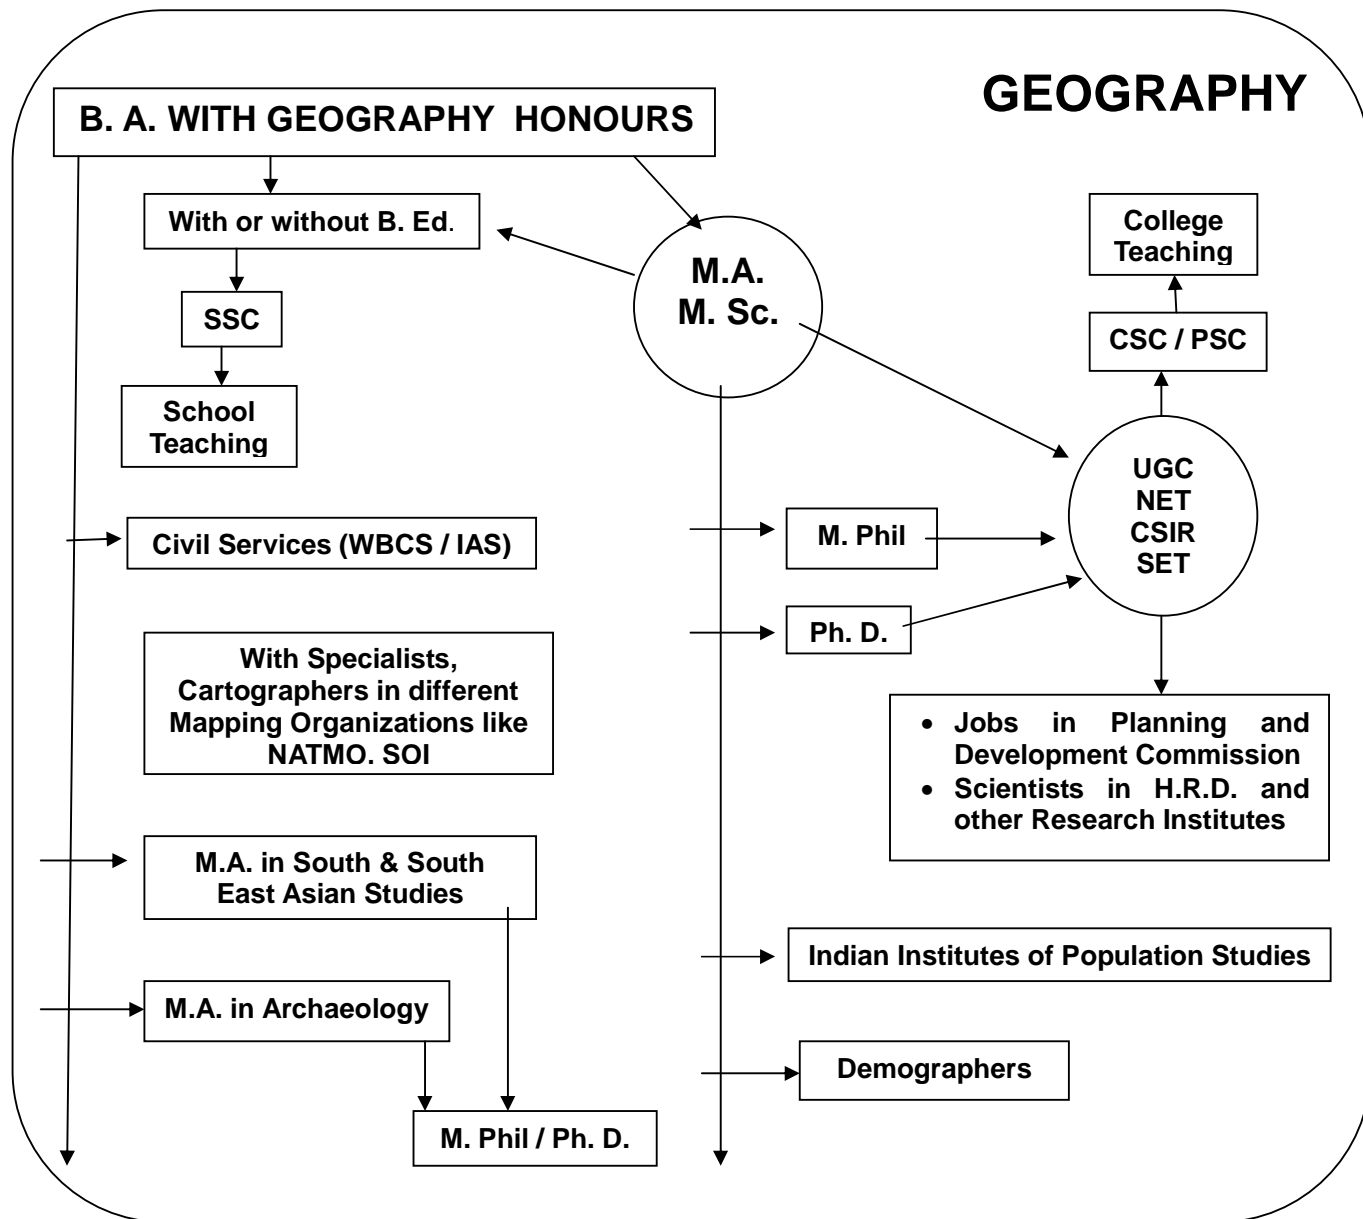 GEOGRAPHY
B. A. WITH GEOGRAPHY HONOURS
With or without B. Ed.
SSC
School
Teaching
M.A.
M. Sc.
College
Teaching
CSC / PSC
UGC
NET
CSIR
SET
Civil Services (WBCS / IAS)
M. Phil
Ph. D.
With Specialists,
Cartographers in different
Mapping Organizations like
NATMO. SOI
• Jobs in Planning and
Development Commission
• Scientists in H.R.D. and
other Research Institutes
M.A. in South & South
East Asian Studies
Indian Institutes of Population Studies
M.A. in Archaeology
Demographers
M. Phil / Ph. D.